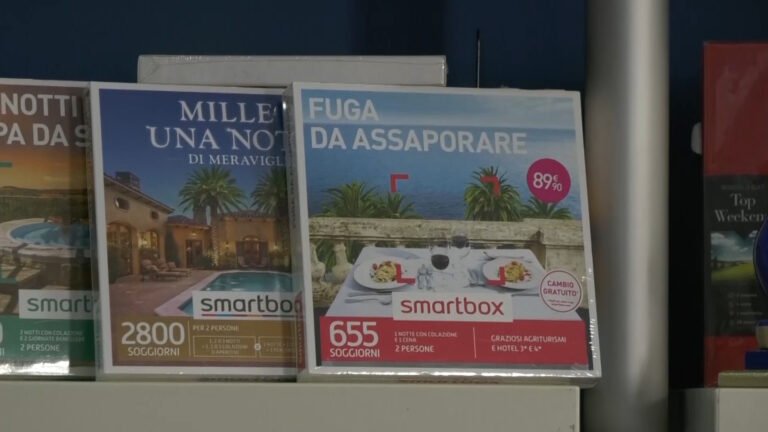 NOTTI
PA DA S
smartbox
2 NOTTI CON COLAZIONE
2 PERSONE
MILLE
UNA NOT
DI MERAVIGL
smartbo
2800
SOGGIORNI
PER 2 PERSONE
FUGA
DA ASSAPORARE
89€
90
CAMBIO
GRATUITO*
smartbox
655
SOGGIORNI
1 NOTTE CON COLAZIONE
E 1 CENA
2 PERSONE
GRAZIOSI AGRITURISMI
E HOTEL 3* E 4*
Top
Weeken